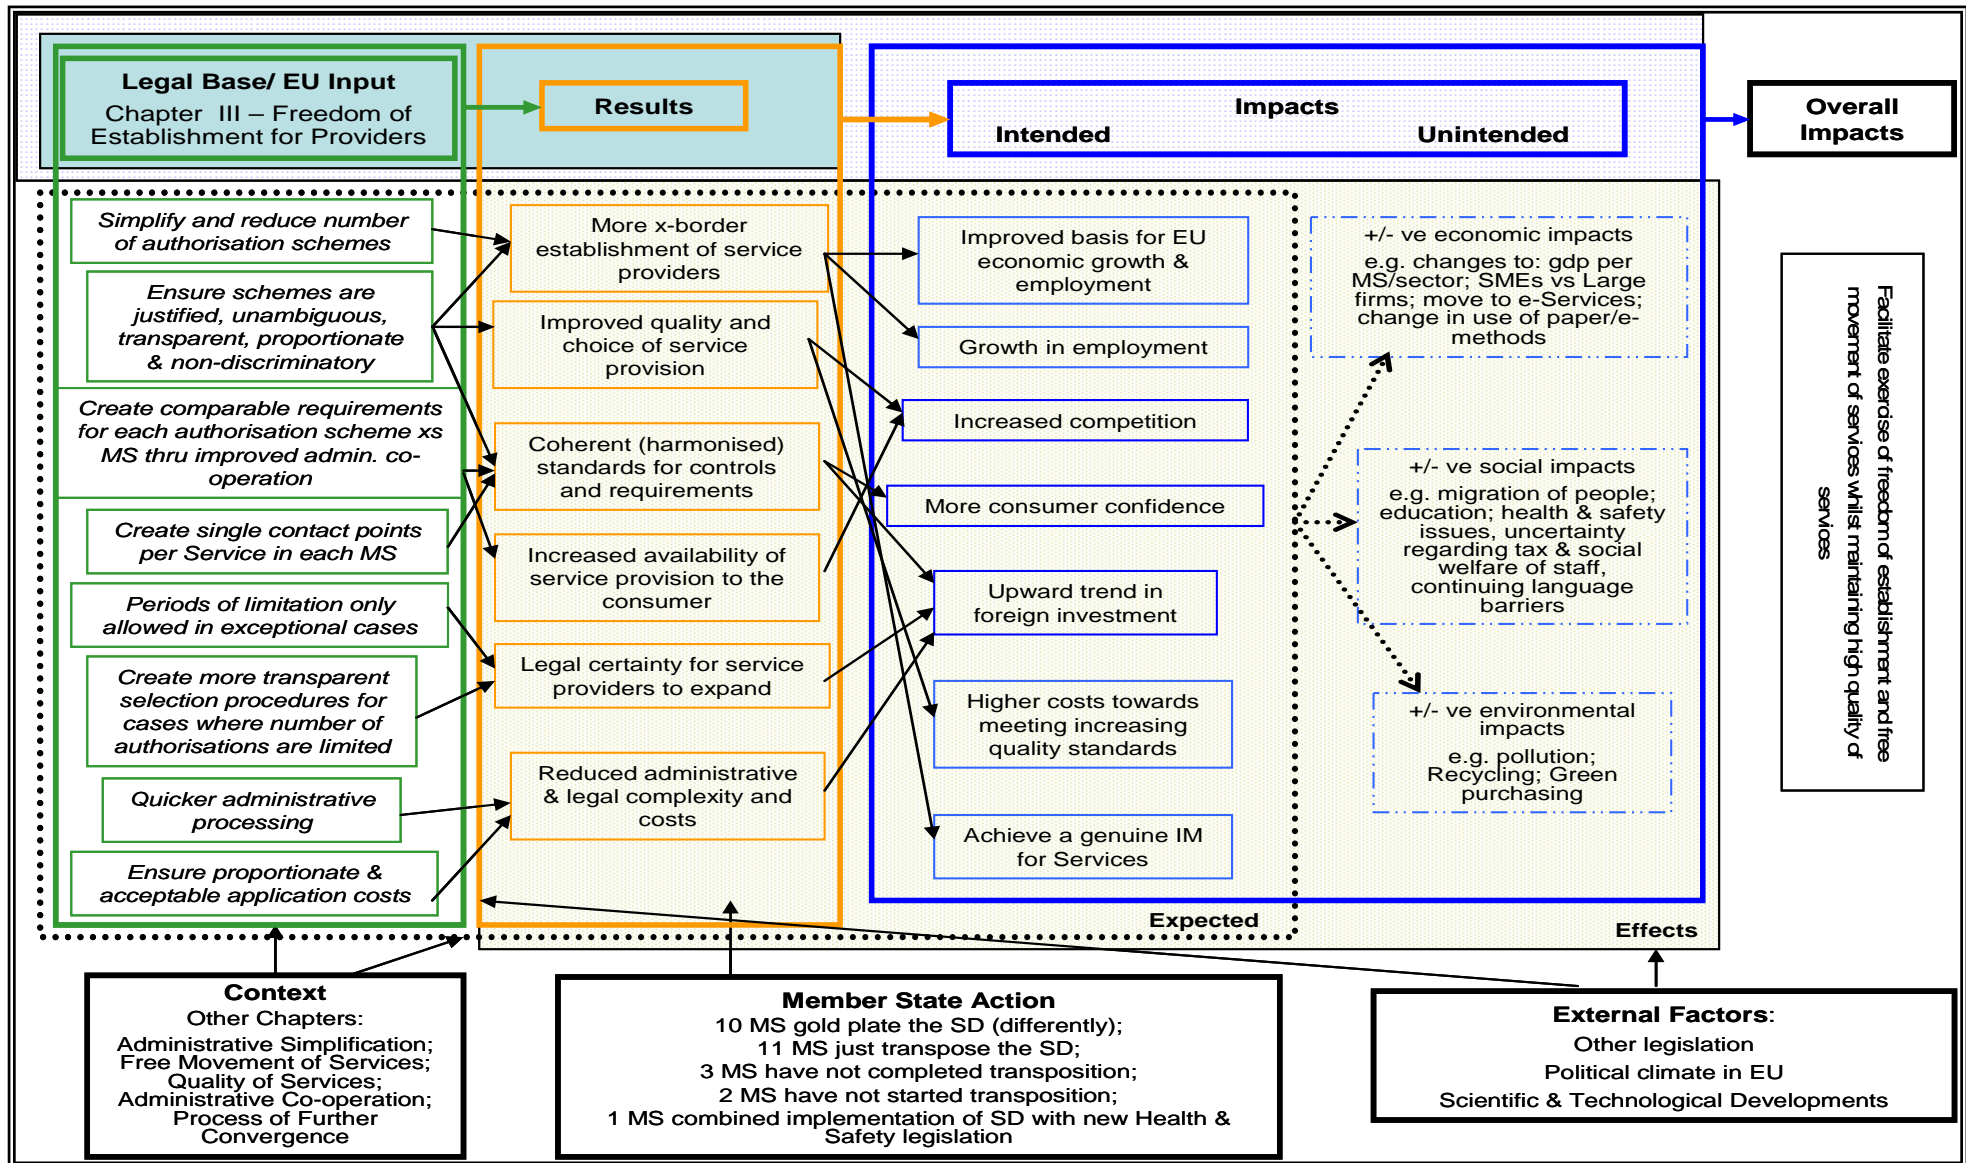 Legal Base/ EU Input
Chapter III – Freedom of
Establishment for Providers
Results
Impacts
Intended
Unintended
Overall
Impacts
Simplify and reduce number
of authorisation schemes
Ensure schemes are
justified, unambiguous,
transparent, proportionate
& non-discriminatory
Create comparable requirements
for each authorisation scheme xs
MS thru improved admin. co-
operation
Create single contact points
per Service in each MS
Periods of limitation only
allowed in exceptional cases
Create more transparent
selection procedures for
cases where number of
authorisations are limited
Quicker administrative
processing
Ensure proportionate &
acceptable application costs
More x-border
establishment of service
providers
Improved quality and
choice of service
provision
Coherent (harmonised)
standards for controls
and requirements
Increased availability of
service provision to the
consumer
Legal certainty for service
providers to expand
Reduced administrative
& legal complexity and
costs
Improved basis for EU
economic growth &
employment
Growth in employment
Increased competition
More consumer confidence
Upward trend in
foreign investment
Higher costs towards
meeting increasing
quality standards
Achieve a genuine IM
for Services
+/- ve economic impacts
e.g. changes to: gdp per
MS/sector; SMEs vs Large
firms; move to e-Services;
change in use of paper/e-
methods
+/- ve social impacts
e.g. migration of people;
education; health & safety
issues, uncertainty
regarding tax & social
welfare of staff,
continuing language
barriers
+/- ve environmental
impacts
e.g. pollution;
Recycling; Green
purchasing
Facilitate exercise of freedom of establishment and free
movement of services whilst maintaining high quality of
services
Expected
Effects
Context
Other Chapters:
Administrative Simplification;
Free Movement of Services;
Quality of Services;
Administrative Co-operation;
Process of Further
Convergence
Member State Action
10 MS gold plate the SD (differently);
11 MS just transpose the SD;
3 MS have not completed transposition;
2 MS have not started transposition;
1 MS combined implementation of SD with new Health &
Safety legislation
External Factors:
Other legislation
Political climate in EU
Scientific & Technological Developments